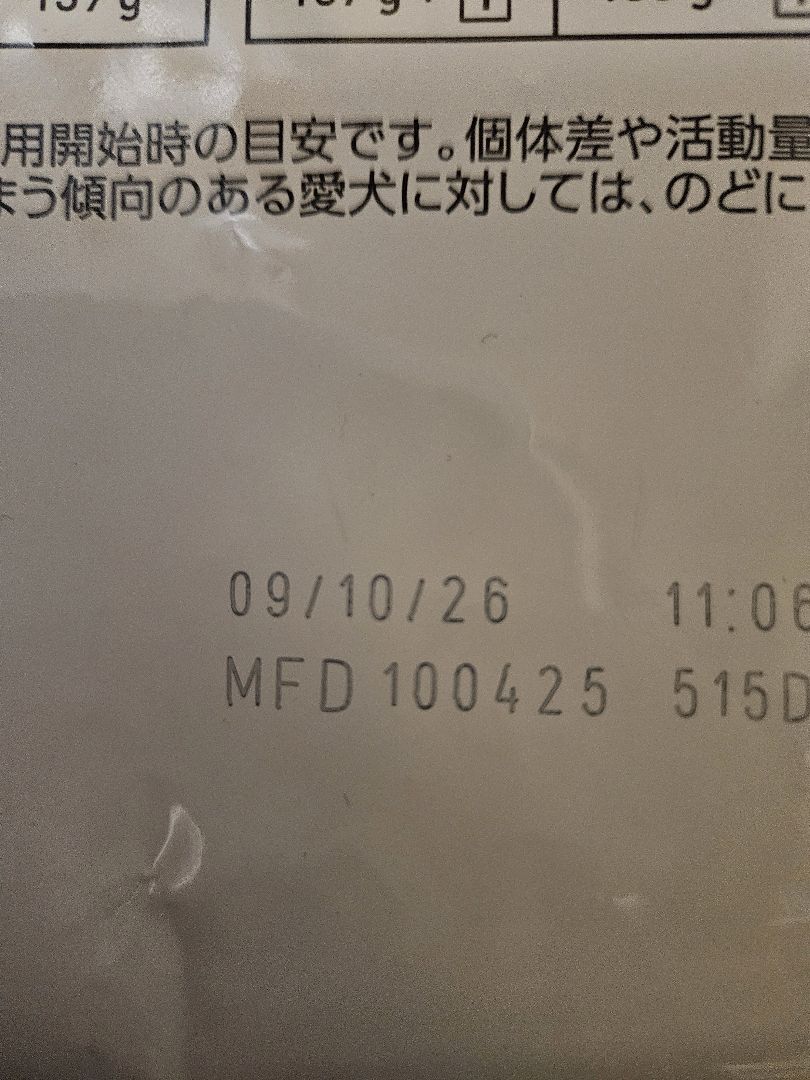 用開始時の目安です。個体差や活動量
まう傾向のある愛犬に対しては、のどに
09/10/26 11:06
MFD 100425 515D